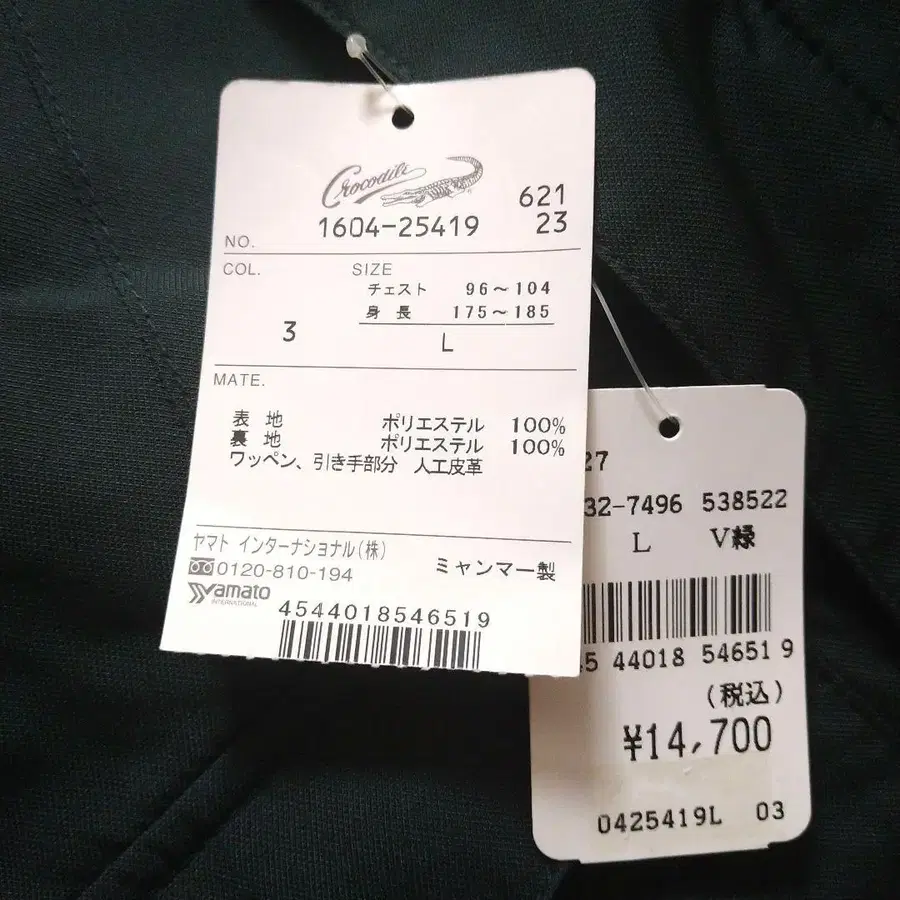 Crocodile
621
1604-25419 23
NO.
COL. SIZE
チェスト 96～104
身長 175～185
3 L
MATE.
表地 ポリエステル 100%
裏地 ポリエステル 100%
ワッペン、引き手部分 人工皮革
ヤマト インターナショナル(株)
0120-810-194 ミャンマー製
Yamato
INTERNATIONAL
4544018546519
27
32-7496 538522
L V緑
45 44018 54651 9
(税込)
¥14,700
0425419L 03